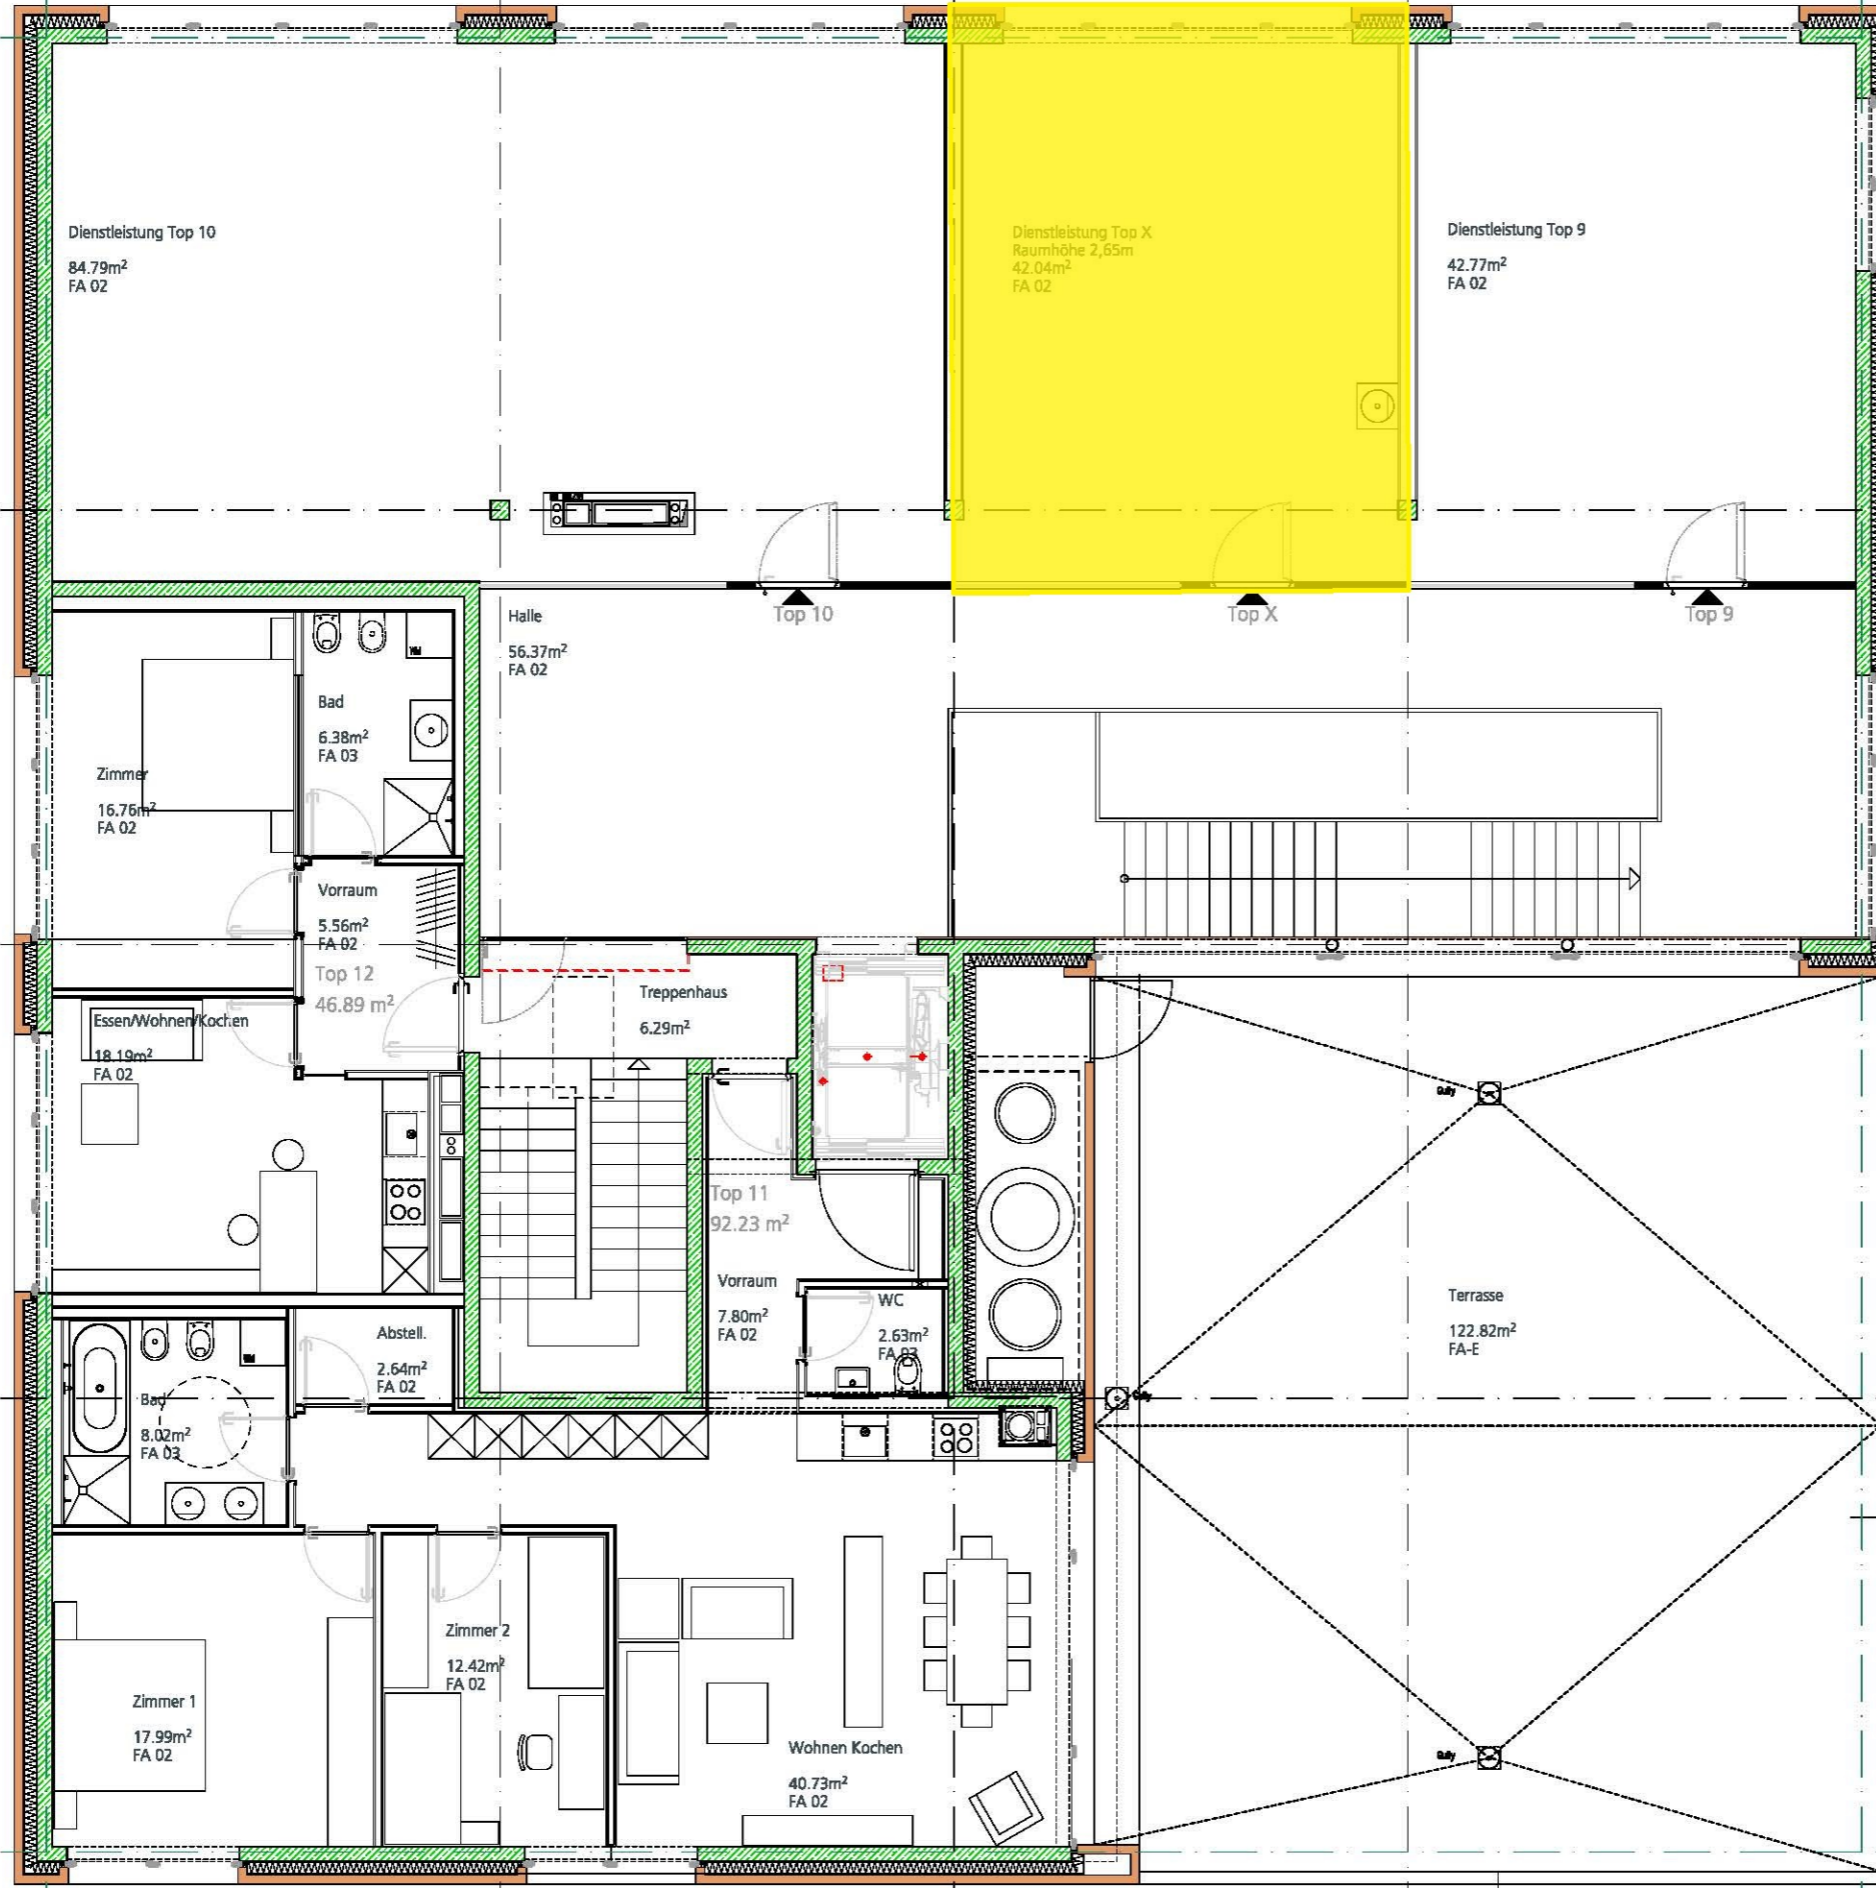 Dienstleistung Top 10
84.79m²
FA 02
Dienstleistung Top X
Raumhöhe 2,65m
42.04m²
FA 02
Dienstleistung Top 9
42.77m²
FA 02
Top 10
Top X
Top 9
Halle
56.37m²
FA 02
Bad
6.38m²
FA 03
Zimmer
16.76m²
FA 02
Vorraum
5.56m²
FA 02
Top 12
46.89 m²
Treppenhaus
6.29m²
Essen/Wohnen/Kochen
18.19m²
FA 02
Gully
Top 11
92.23 m²
Vorraum
7.80m²
FA 02
WC
2.63m²
FA 03
Terrasse
122.82m²
FA-E
Abstell.
2.64m²
FA 02
Bad
8.02m²
FA 03
Gully
Zimmer 2
12.42m²
FA 02
Zimmer 1
17.99m²
FA 02
Wohnen Kochen
40.73m²
FA 02
Gully